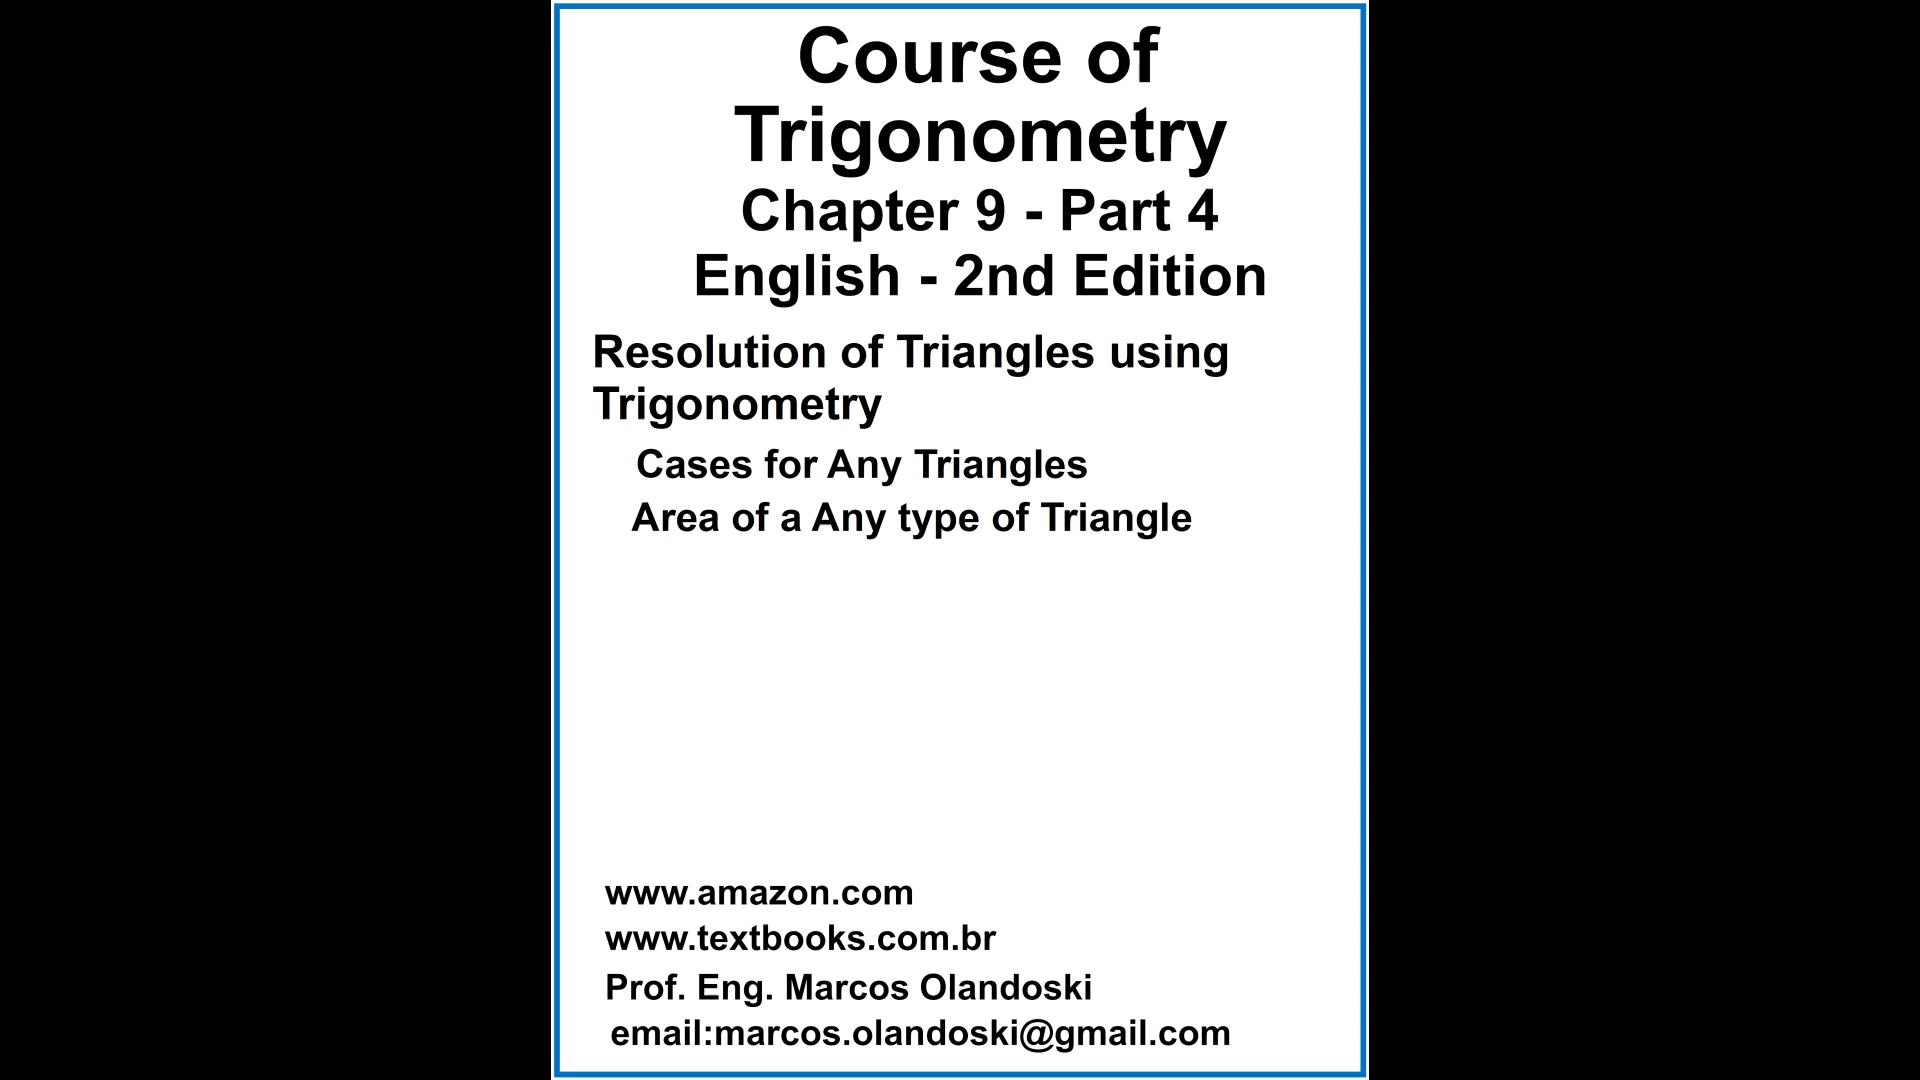 Course of
Trigonometry
Chapter 9 - Part 4
English - 2nd Edition
Resolution of Triangles using
Trigonometry
Cases for Any Triangles
Area of a Any type of Triangle
www.amazon.com
www.textbooks.com.br
Prof. Eng. Marcos Olandoski
email:marcos.olandoski@gmail.com